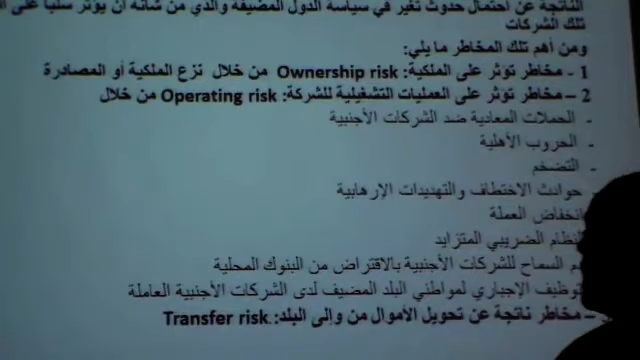 الناتجة عن احتمال حدوث تغير في سياسة الدول المضيفة والذي من شأنه أن يؤثر سلباً على
تلك الشركات
ومن أهم تلك المخاطر ما يلي:
1 - مخاطر تؤثر على الملكية: Ownership risk من خلال نزع الملكية أو المصادرة
2 – مخاطر تؤثر على العمليات التشغيلية للشركة: Operating risk من خلال
- الحملات المعادية ضد الشركات الأجنبية
- الحروب الأهلية
- التضخم
- حوادث الاختطاف والتهديدات الإرهابية
انخفاض العملة
النظام الضريبي المتزايد
السماح للشركات الأجنبية بالاقتراض من البنوك المحلية
توظيف الإجباري لمواطني البلد المضيف لدى الشركات الأجنبية العاملة
– مخاطر ناتجة عن تحويل الأموال من وإلى البلد: Transfer risk.